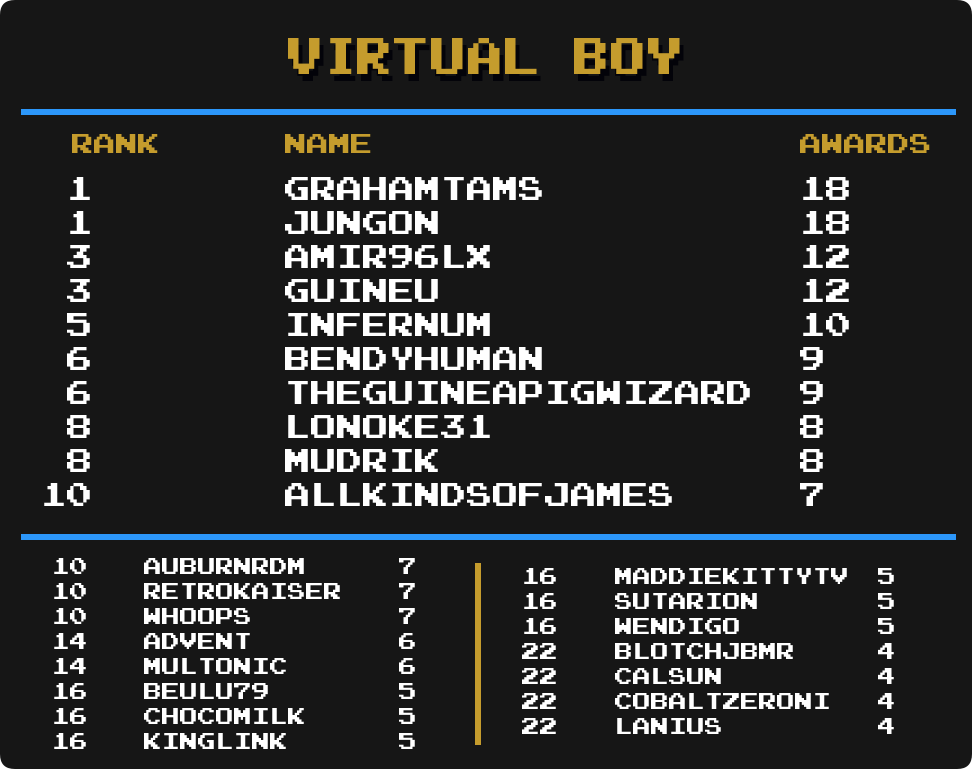 VIRTUAL BOY
RANK NAME AWARDS
1 GRAHAMTAMS 18
1 JUNGON 18
3 AMIR96LX 12
3 GUINEU 12
5 INFERNUM 10
6 BENDYHUMAN 9
6 THEGUINEAPIGWIZARD 9
8 LONOKE31 8
8 MUDRIK 8
10 ALLKINDSOFJAMES 7
10 AUBURNRDM 7
10 RETROKAISER 7
10 WHOOPS 7
14 ADVENT 6
14 MULTONIC 6
16 BEULU79 5
16 CHOCOMILK 5
16 KINGLINK 5
16 MADDIEKITTYTV 5
16 SUTARION 5
16 WENDIGO 5
22 BLOTCHJBMR 4
22 CALSUN 4
22 COBALTZERONI 4
22 LANIUS 4